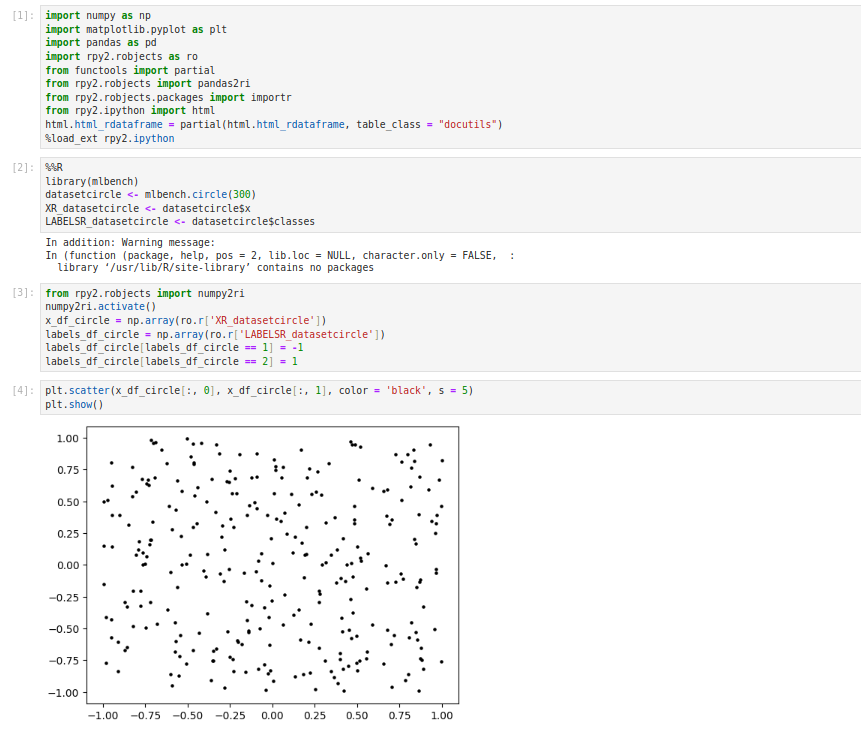 [1]: import numpy as np
import matplotlib.pyplot as plt
import pandas as pd
import rpy2.robjects as ro
from functools import partial
from rpy2.robjects import pandas2ri
from rpy2.robjects.packages import importr
from rpy2.ipython import html
html.html_rdataframe = partial(html.html_rdataframe, table_class = "docutils")
%load_ext rpy2.ipython
[2]: %%R
library(mlbench)
datasetcircle <- mlbench.circle(300)
XR_datasetcircle <- datasetcircle$x
LABELSR_datasetcircle <- datasetcircle$classes
In addition: Warning message:
In (function (package, help, pos = 2, lib.loc = NULL, character.only = FALSE,  :
  library ‘/usr/lib/R/site-library’ contains no packages
[3]: from rpy2.robjects import numpy2ri
numpy2ri.activate()
x_df_circle = np.array(ro.r['XR_datasetcircle'])
labels_df_circle = np.array(ro.r['LABELSR_datasetcircle'])
labels_df_circle[labels_df_circle == 1] = -1
labels_df_circle[labels_df_circle == 2] = 1
[4]: plt.scatter(x_df_circle[:, 0], x_df_circle[:, 1], color = 'black', s = 5)
plt.show()
1.00
0.75
0.50
0.25
0.00
−0.25
−0.50
−0.75
−1.00
−1.00 −0.75 −0.50 −0.25 0.00 0.25 0.50 0.75 1.00